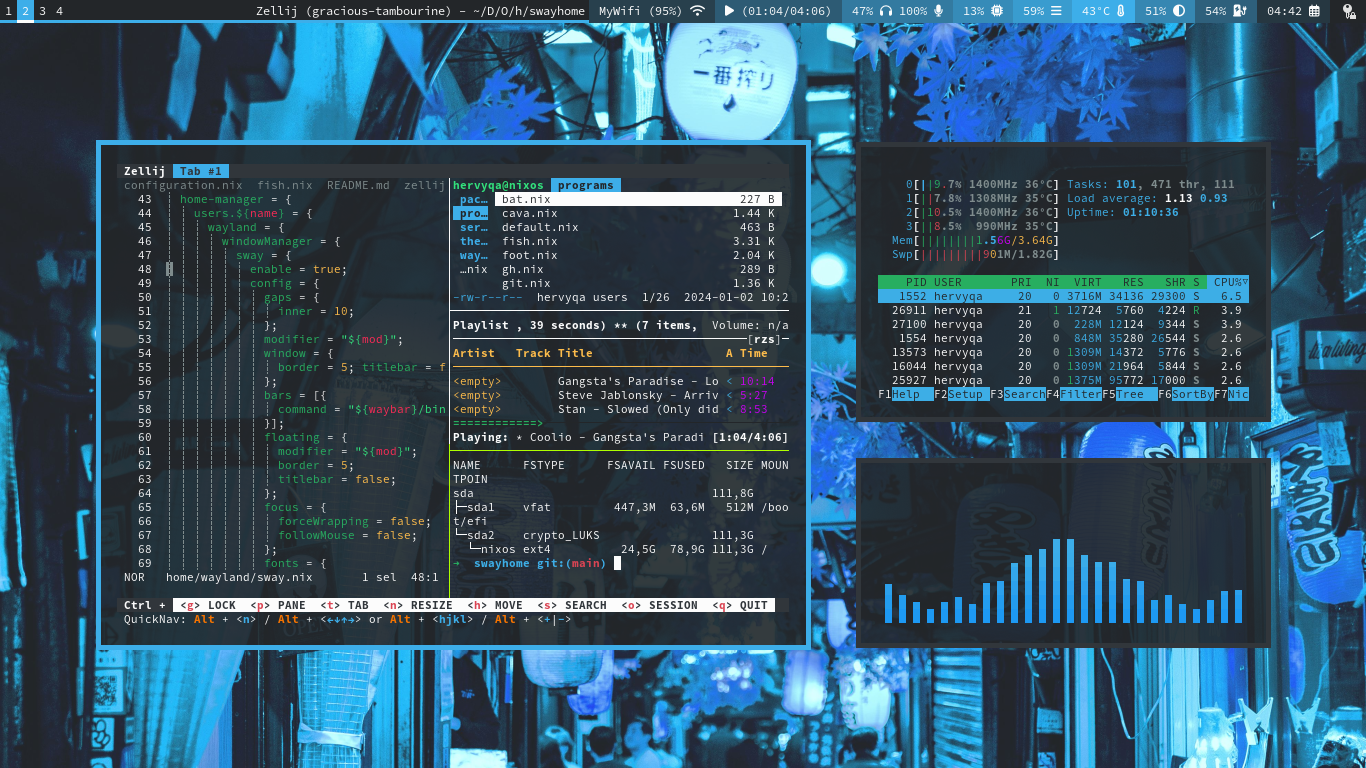 1 2 3 4 Zellij (gracious-tambourine) - ~/D/O/h/swayhome MyWifi (95%) (01:04/04:06) 47% 100% 13% 59% 43°C 51% 54% 04:42
一番搾り
Zellij Tab #1
configuration.nix fish.nix README.md zellij
43 home-manager = {
44 users.${name} = {
45 wayland = {
46 windowManager = {
47 sway = {
48 enable = true;
49 config = {
50 gaps = {
51 inner = 10;
52 };
53 modifier = "${mod}";
54 window = {
55 border = 5; titlebar = f
56 };
57 bars = [{
58 command = "${waybar}/bin
59 }];
60 floating = {
61 modifier = "${mod}";
62 border = 5;
63 titlebar = false;
64 };
65 focus = {
66 forceWrapping = false;
67 followMouse = false;
68 };
69 fonts = {
NOR home/wayland/sway.nix 1 sel 48:1
hervyqa@nixos programs
pac… bat.nix 227 B
pro… cava.nix 1.44 K
ser… default.nix 463 B
the… fish.nix 3.31 K
way… foot.nix 2.04 K
…nix gh.nix 289 B
git.nix 1.36 K
-rw-r--r-- hervyqa users 1/26 2024-01-02 10:2
Playlist , 39 seconds) ** (7 items, Volume: n/a
[rzs]
Artist Track Title A Time
<empty> Gangsta's Paradise - Lo < 10:14
<empty> Steve Jablonsky - Arriv < 5:27
<empty> Stan - Slowed (Only did < 8:53
============>
Playing: * Coolio - Gangsta's Paradi [1:04/4:06]
NAME FSTYPE FSAVAIL FSUSED SIZE MOUN
TPOIN
sda 111,8G
├─sda1 vfat 447,3M 63,6M 512M /boo
t/efi
└─sda2 crypto_LUKS 111,3G
└─nixos ext4 24,5G 78,9G 111,3G /
➜ swayhome git:(main)
Ctrl + <g> LOCK <p> PANE <t> TAB <n> RESIZE <h> MOVE <s> SEARCH <o> SESSION <q> QUIT
QuickNav: Alt + <n> / Alt + <←↓↑→> or Alt + <hjkl> / Alt + <+|->
0[||9.7% 1400MHz 36°C] Tasks: 101, 471 thr, 111
1[||7.8% 1308MHz 35°C] Load average: 1.13 0.93
2[|10.5% 1400MHz 36°C] Uptime: 01:10:36
3[||8.5% 990MHz 35°C]
Mem[||||||||1.56G/3.64G]
Swp[|||||||||901M/1.82G]
PID USER PRI NI VIRT RES SHR S CPU%▽
1552 hervyqa 20 0 3716M 34136 29300 S 6.5
26911 hervyqa 21 1 12724 5760 4224 R 3.9
27100 hervyqa 20 0 228M 12124 9344 S 3.9
1554 hervyqa 20 0 848M 35280 26544 S 2.6
13573 hervyqa 20 0 1309M 14372 5776 S 2.6
16044 hervyqa 20 0 1309M 21964 5844 S 2.6
25927 hervyqa 20 0 1375M 95772 17000 S 2.6
F1Help F2Setup F3SearchF4FilterF5Tree F6SortByF7Nic